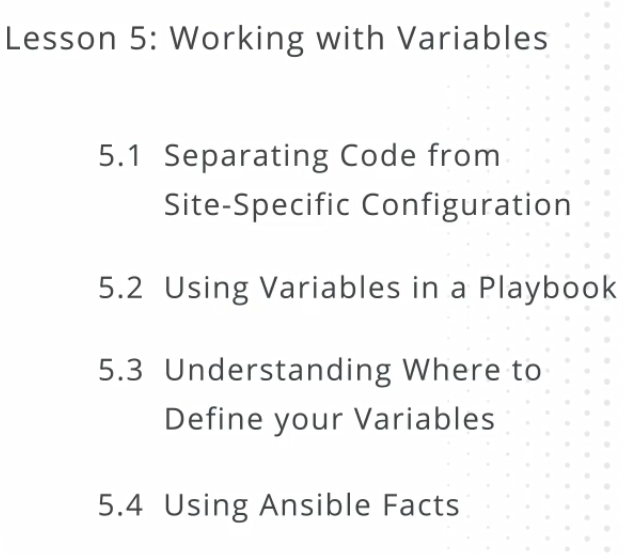 Lesson 5: Working with Variables
5.1 Separating Code from
Site-Specific Configuration
5.2 Using Variables in a Playbook
5.3 Understanding Where to
Define your Variables
5.4 Using Ansible Facts